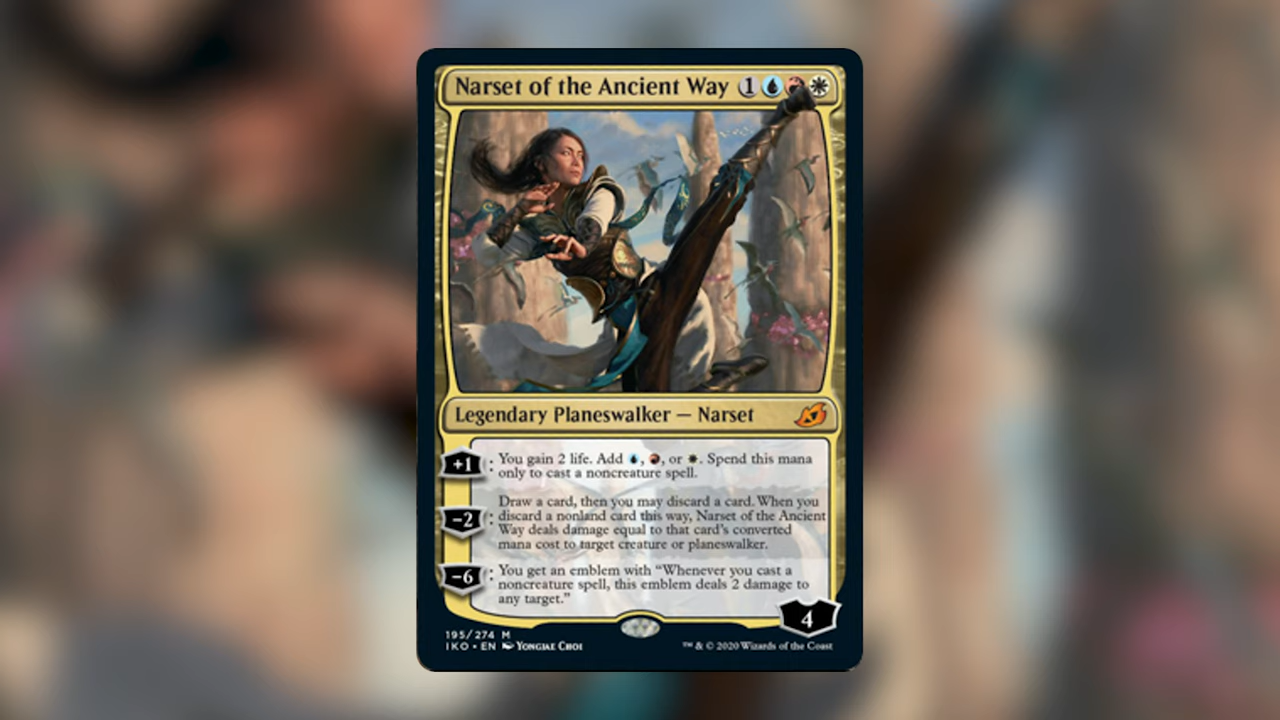 Narset of the Ancient Way 1
Legendary Planeswalker — Narset
+1 : You gain 2 life. Add , , or . Spend this mana
only to cast a noncreature spell.
Draw a card, then you may discard a card. When you
-2 : discard a nonland card this way, Narset of the Ancient
Way deals damage equal to that card's converted
mana cost to target creature or planeswalker.
-6 : You get an emblem with "Whenever you cast a
noncreature spell, this emblem deals 2 damage to
any target."
4
195/274 M
IKO • EN Yongjae Choi
™ & © 2020 Wizards of the Coast